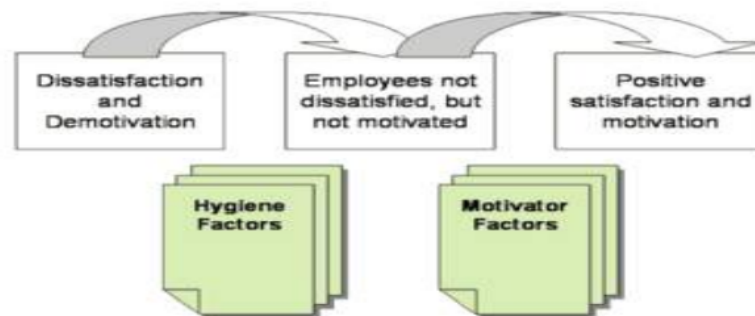 Dissatisfaction
and
Demotivation
Employees not
dissatisfied, but
not motivated
Positive
satisfaction and
motivation
Hygiene
Factors
Motivator
Factors